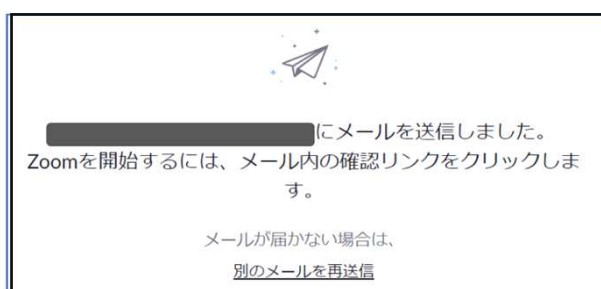 にメールを送信しました。
Zoomを開始するには、メール内の確認リンクをクリックしま
す。
メールが届かない場合は、
別のメールを再送信